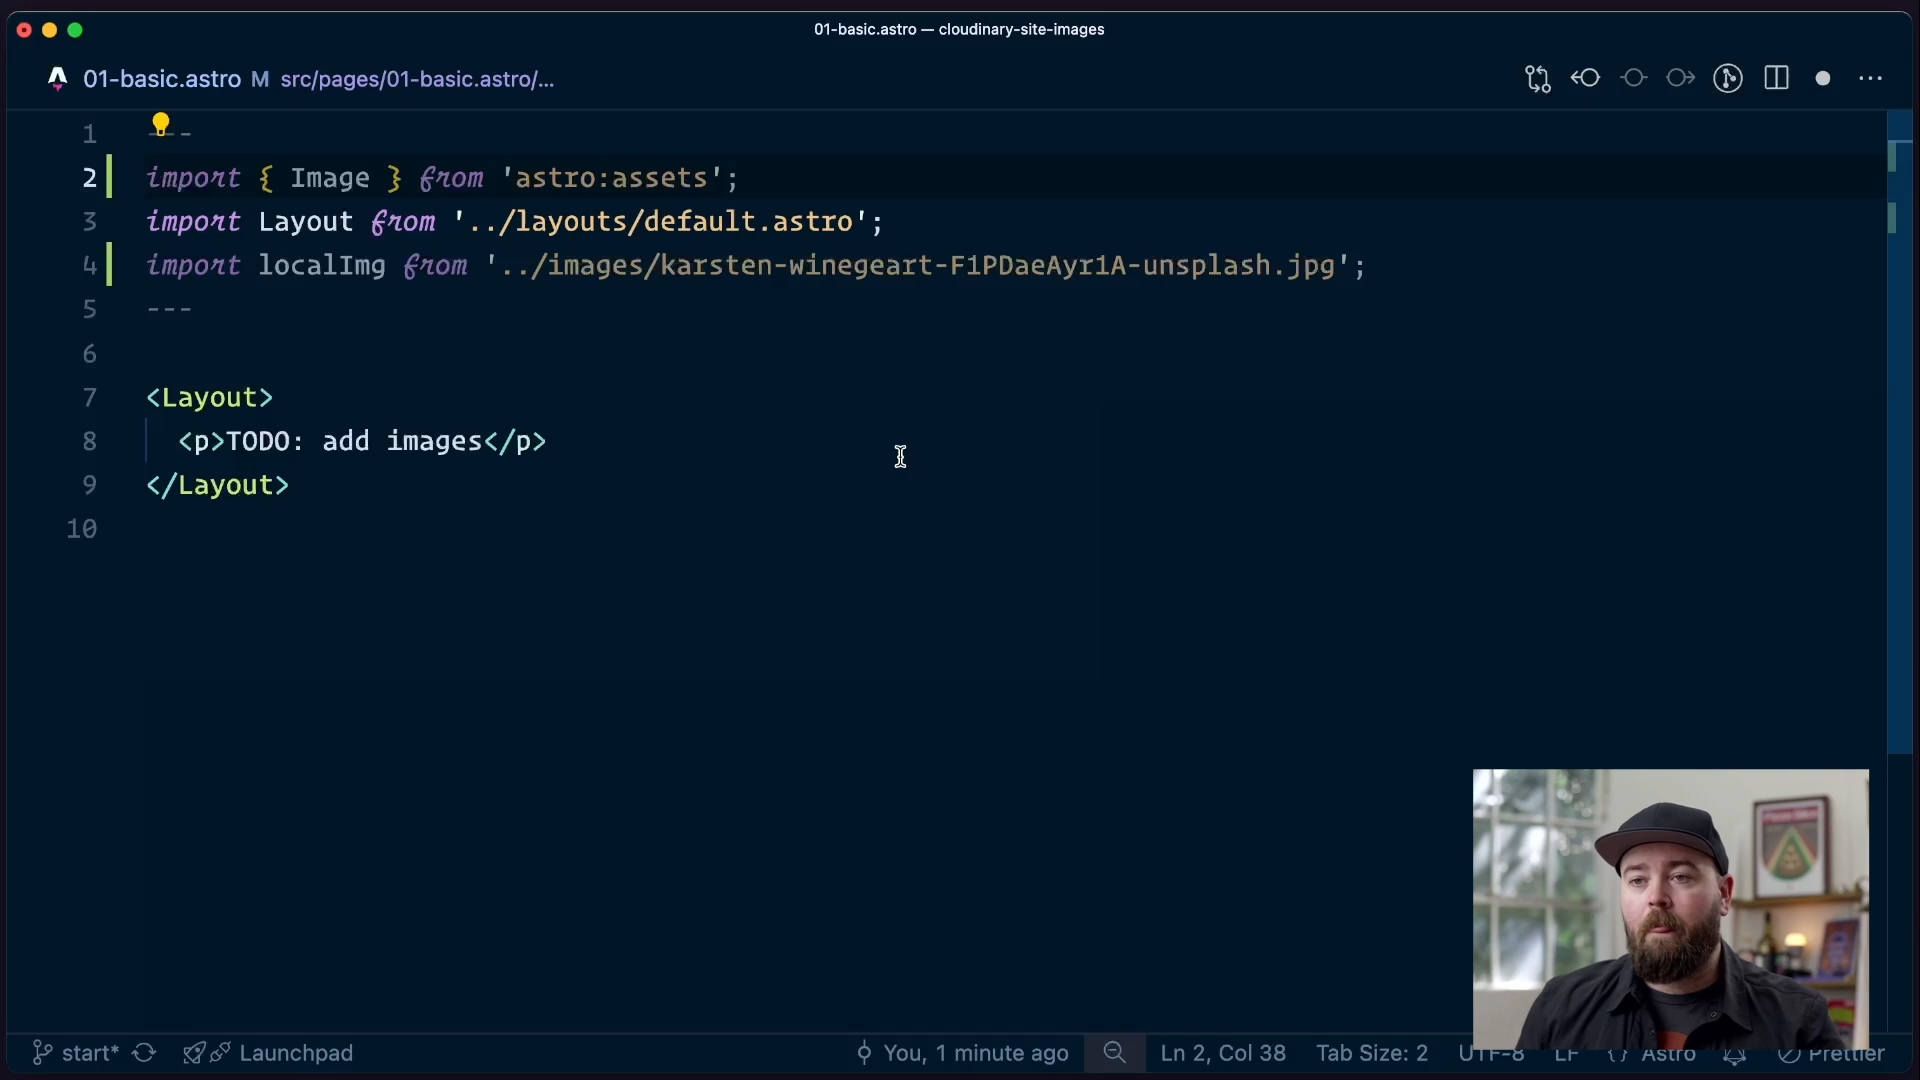 01-basic.astro — cloudinary-site-images
01-basic.astro M src/pages/01-basic.astro/...
1 ---
2 import { Image } from 'astro:assets';
3 import Layout from '../layouts/default.astro';
4 import localImg from '../images/karsten-winegeart-F1PDaeAyr1A-unsplash.jpg';
5 ---
6
7 <Layout>
8 <p>TODO: add images</p>
9 </Layout>
10
start* Launchpad You, 1 minute ago Ln 2, Col 38 Tab Size: 2 UTF-8 LF {} Astro Prettier